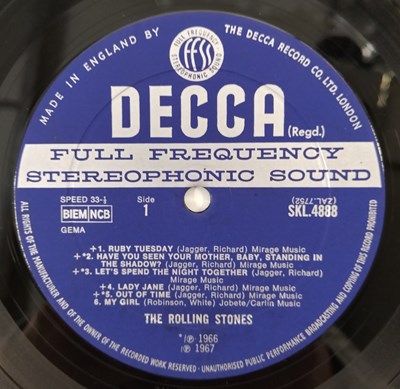 MADE IN ENGLAND BY
FULL FREQUENCY
ffss
STEREOPHONIC SOUND
THE DECCA RECORD CO. LTD., LONDON
DECCA (Regd.)
FULL FREQUENCY
STEREOPHONIC SOUND
SPEED 33⅓
Side
1
BIEM NCB
GEMA
(ZAL.7752)
SKL.4888
+1. RUBY TUESDAY (Jagger, Richard) Mirage Music
+*2. HAVE YOU SEEN YOUR MOTHER, BABY, STANDING IN
THE SHADOW? (Jagger, Richard) Mirage Music
+*3. LET'S SPEND THE NIGHT TOGETHER (Jagger, Richard) Mirage Music
+4. LADY JANE (Jagger, Richard) Mirage Music
+*5. OUT OF TIME (Jagger, Richard) Mirage Music
6. MY GIRL (Robinson, White) Jobete/Carlin Music
THE ROLLING STONES
*℗ 1966
℗ 1967
ALL RIGHTS OF THE MANUFACTURER AND OF THE OWNER OF THE RECORDED WORK RESERVED - UNAUTHORISED PUBLIC PERFORMANCE BROADCASTING AND COPYING OF THIS RECORD PROHIBITED